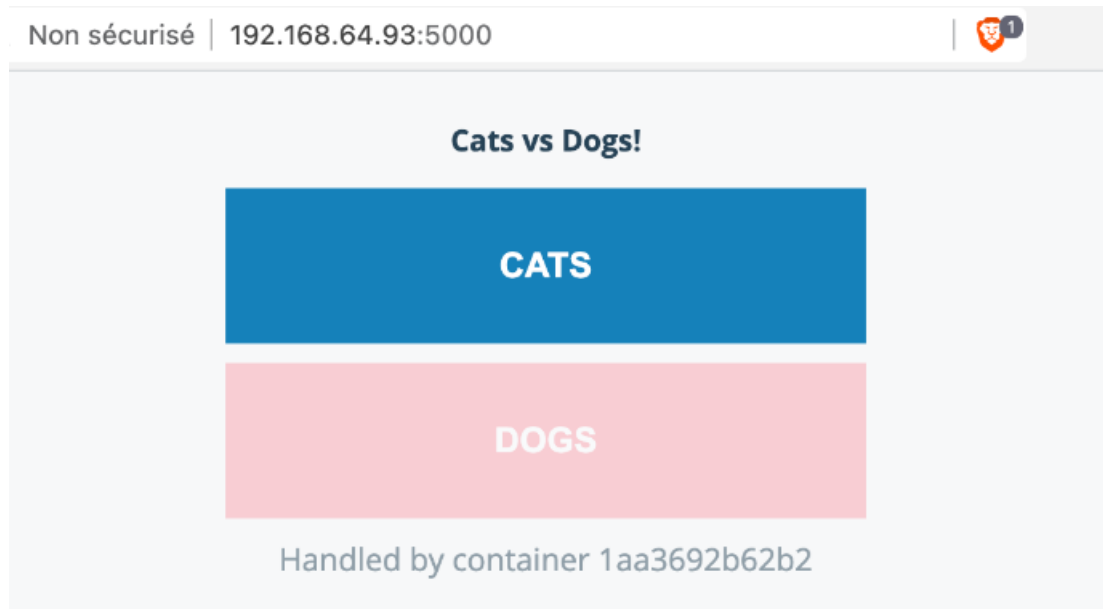 Non sécurisé | 192.168.64.93:5000 1
Cats vs Dogs!
CATS
DOGS
Handled by container 1aa3692b62b2